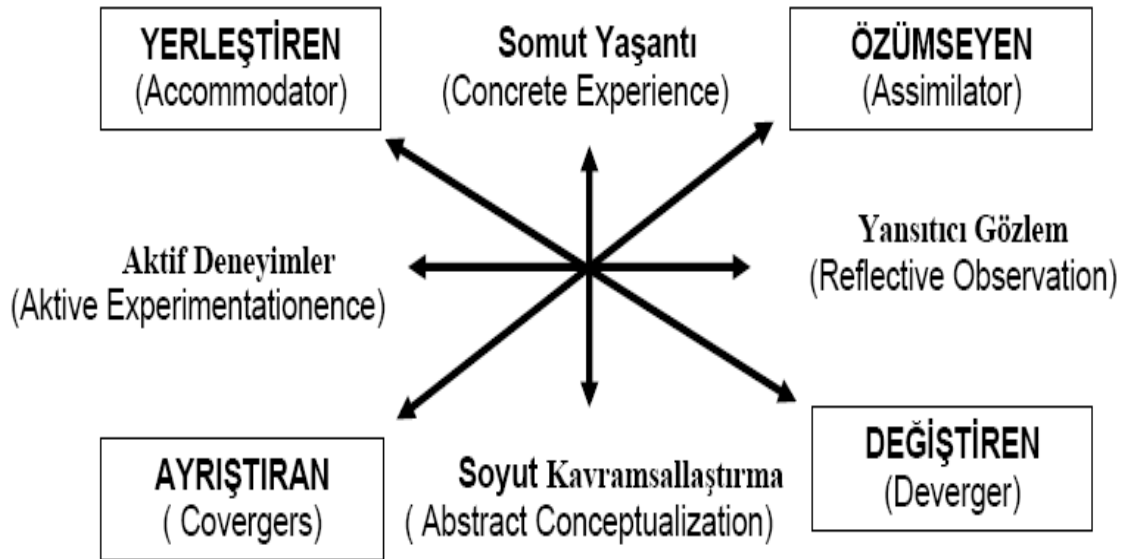 YERLEŞTİREN
(Accommodator)
Somut Yaşantı
(Concrete Experience)
ÖZÜMSEYEN
(Assimilator)
Aktif Deneyimler
(Aktive Experimentationence)
Yansıtıcı Gözlem
(Reflective Observation)
AYRIŞTIRAN
( Covergers)
Soyut Kavramsallaştırma
( Abstract Conceptualization)
DEĞİŞTİREN
(Deverger)